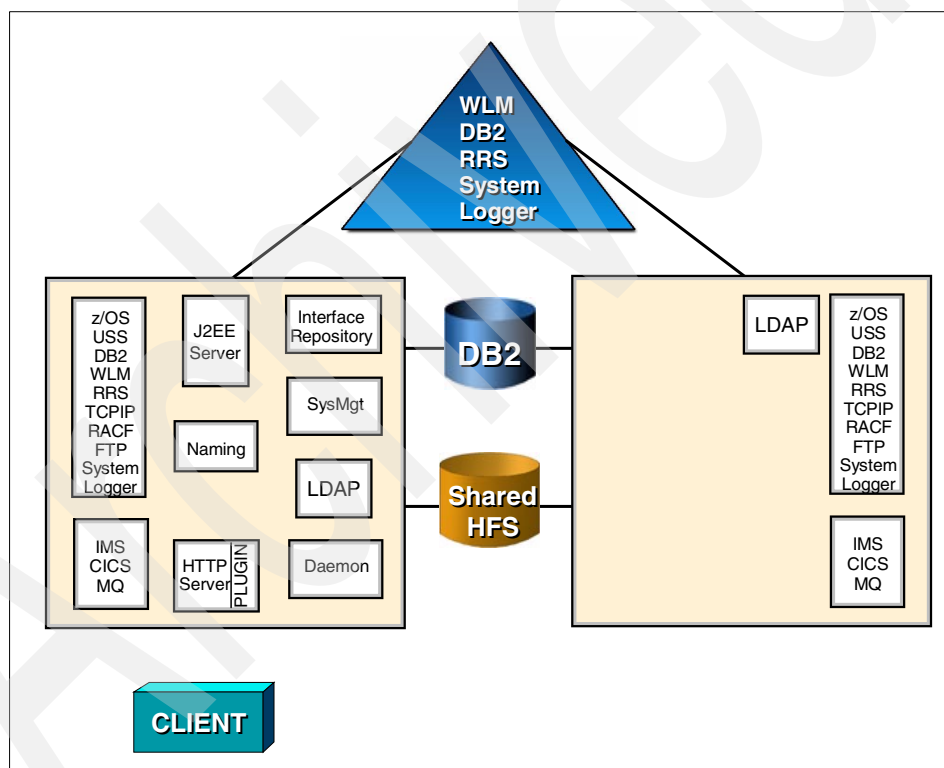 WLM
DB2
RRS
System
Logger
z/OS
USS
DB2
WLM
RRS
TCPIP
RACF
FTP
System
Logger
J2EE
Server
Interface
Repository
SysMgt
Naming
LDAP
IMS
CICS
MQ
HTTP
Server
PLUGIN
Daemon
DB2
Shared
HFS
LDAP
z/OS
USS
DB2
WLM
RRS
TCPIP
RACF
FTP
System
Logger
IMS
CICS
MQ
CLIENT